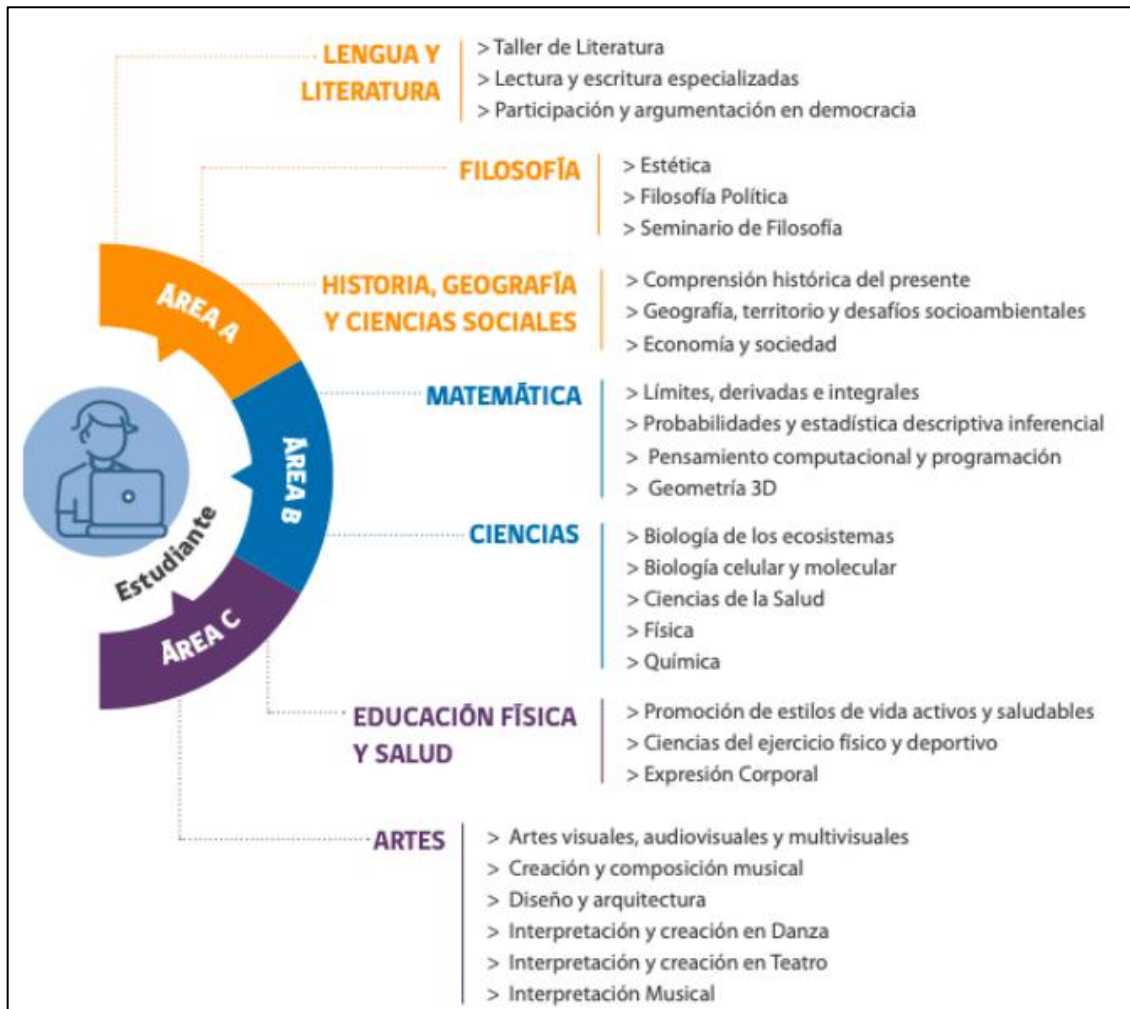 LENGUA Y
LITERATURA
> Taller de Literatura
> Lectura y escritura especializadas
> Participación y argumentación en democracia
FILOSOFÍA
> Estética
> Filosofía Política
> Seminario de Filosofía
HISTORIA, GEOGRAFÍA
Y CIENCIAS SOCIALES
> Comprensión histórica del presente
> Geografía, territorio y desafíos socioambientales
> Economía y sociedad
MATEMÁTICA
> Límites, derivadas e integrales
> Probabilidades y estadística descriptiva inferencial
> Pensamiento computacional y programación
> Geometría 3D
CIENCIAS
> Biología de los ecosistemas
> Biología celular y molecular
> Ciencias de la Salud
> Física
> Química
EDUCACIÓN FÍSICA
Y SALUD
> Promoción de estilos de vida activos y saludables
> Ciencias del ejercicio físico y deportivo
> Expresión Corporal
ARTES
> Artes visuales, audiovisuales y multivisuales
> Creación y composición musical
> Diseño y arquitectura
> Interpretación y creación en Danza
> Interpretación y creación en Teatro
> Interpretación Musical
ÁREA A
ÁREA B
ÁREA C
Estudiante